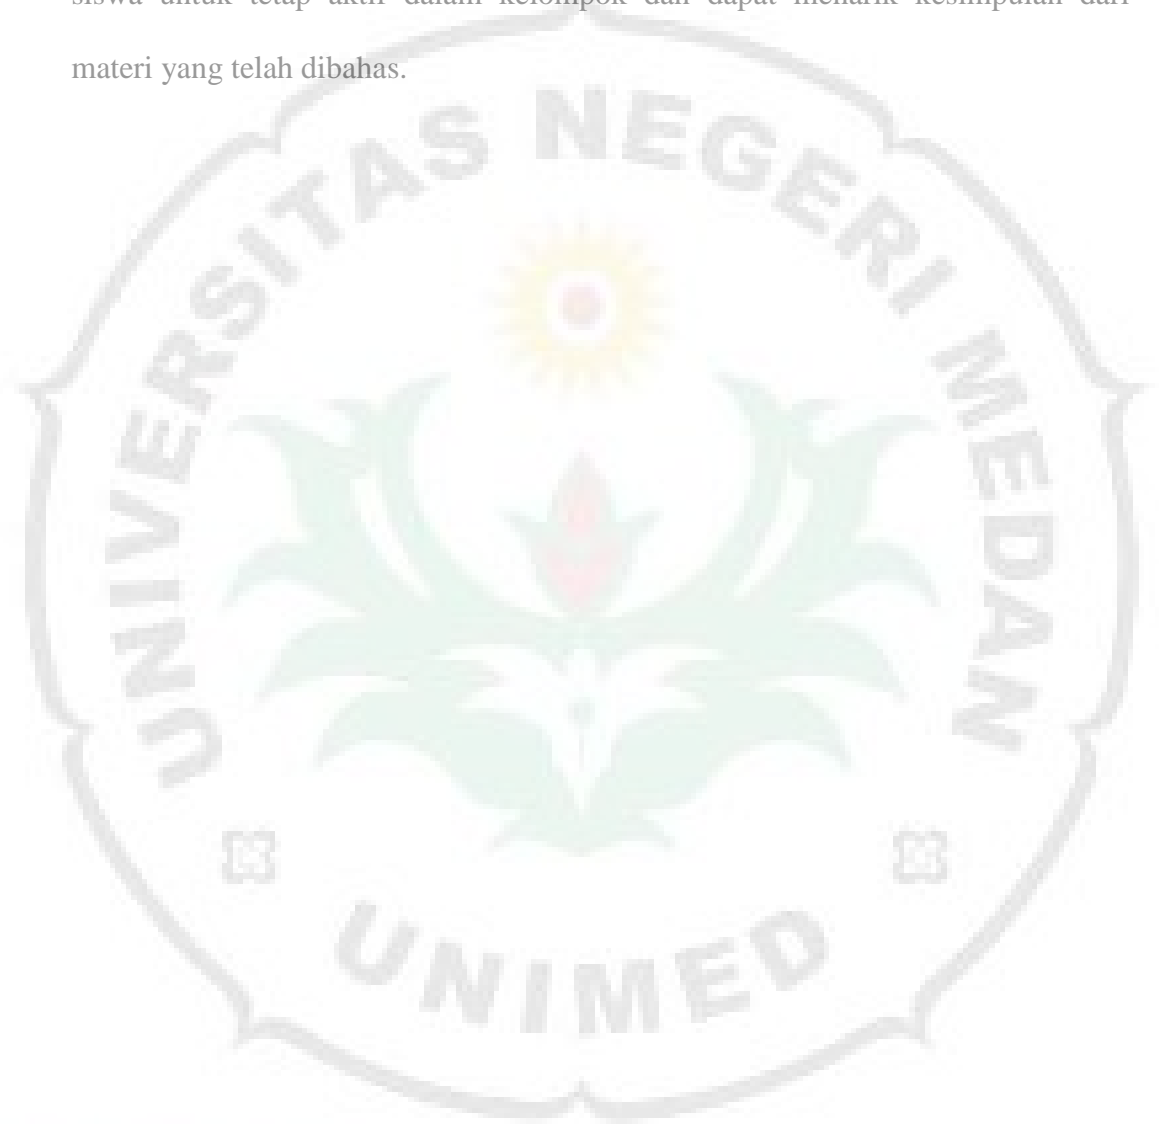 siswa untuk tetap aktif dalam kelompok dan dapat menarik kesimpulan dari
materi yang telah dibahas.
UNIVERSITAS NEGERI MEDAN
UNIMED